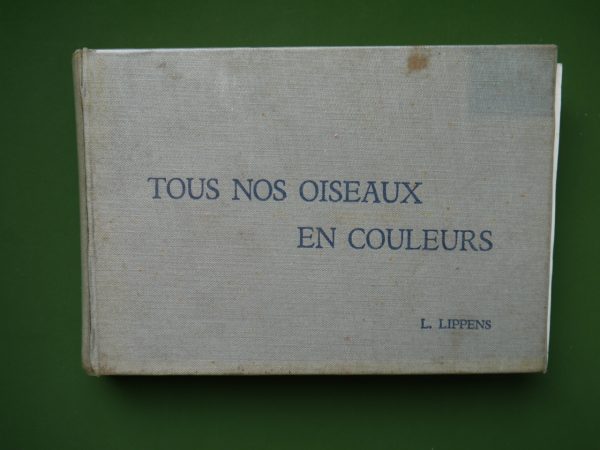 TOUS NOS OISEAUX
EN COULEURS
L. LIPPENS